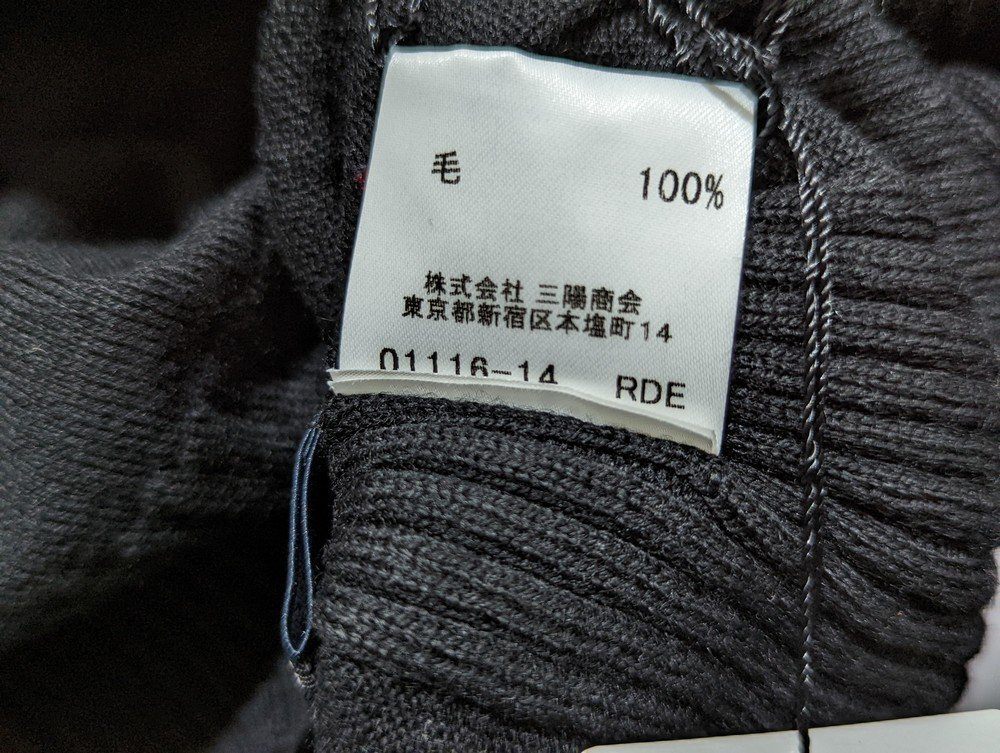 毛 100%
株式会社 三陽商会
東京都新宿区本塩町14
01116-14 RDE